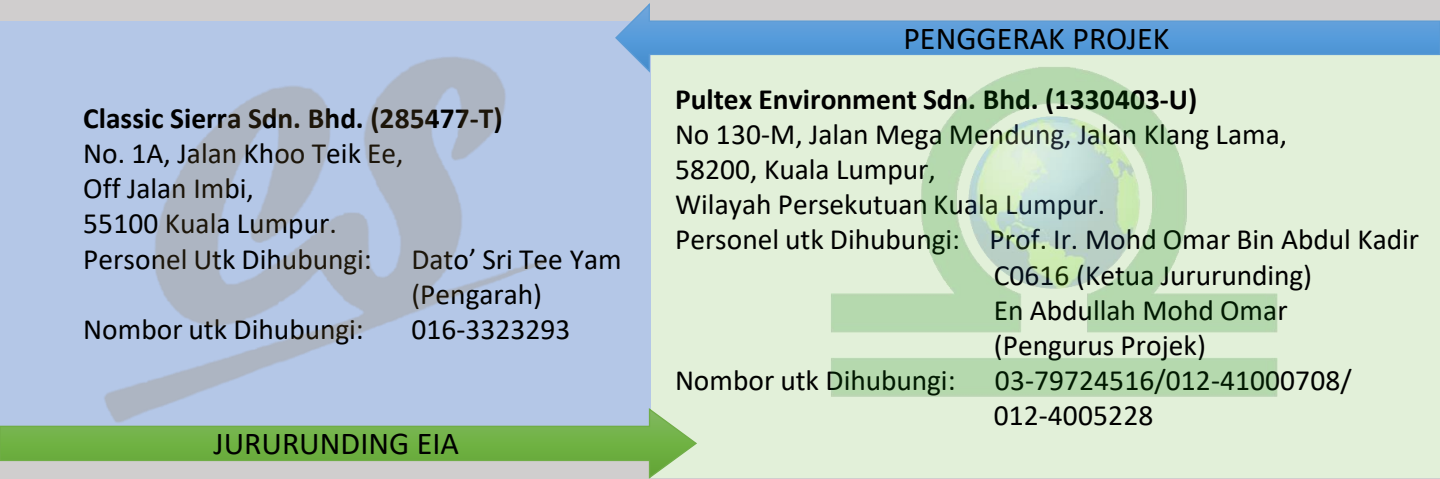 PENGGERAK PROJEK
Classic Sierra Sdn. Bhd. (285477-T)
No. 1A, Jalan Khoo Teik Ee,
Off Jalan Imbi,
55100 Kuala Lumpur.
Personel Utk Dihubungi: Dato’ Sri Tee Yam
(Pengarah)
Nombor utk Dihubungi: 016-3323293
JURURUNDING EIA
Pultex Environment Sdn. Bhd. (1330403-U)
No 130-M, Jalan Mega Mendung, Jalan Klang Lama,
58200, Kuala Lumpur,
Wilayah Persekutuan Kuala Lumpur.
Personel utk Dihubungi: Prof. Ir. Mohd Omar Bin Abdul Kadir
C0616 (Ketua Jururunding)
En Abdullah Mohd Omar
(Pengurus Projek)
Nombor utk Dihubungi: 03-79724516/012-41000708/
012-4005228